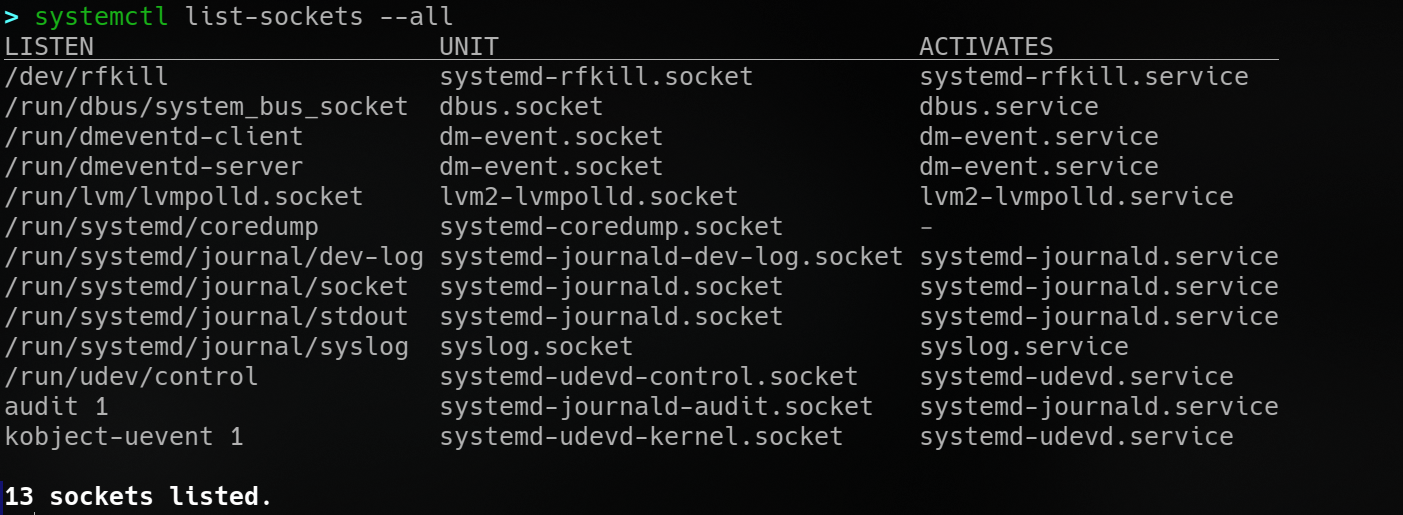 > systemctl list-sockets --all
LISTEN UNIT ACTIVATES
/dev/rfkill systemd-rfkill.socket systemd-rfkill.service
/run/dbus/system_bus_socket dbus.socket dbus.service
/run/dmeventd-client dm-event.socket dm-event.service
/run/dmeventd-server dm-event.socket dm-event.service
/run/lvm/lvmpolld.socket lvm2-lvmpolld.socket lvm2-lvmpolld.service
/run/systemd/coredump systemd-coredump.socket -
/run/systemd/journal/dev-log systemd-journald-dev-log.socket systemd-journald.service
/run/systemd/journal/socket systemd-journald.socket systemd-journald.service
/run/systemd/journal/stdout systemd-journald.socket systemd-journald.service
/run/systemd/journal/syslog syslog.socket syslog.service
/run/udev/control systemd-udevd-control.socket systemd-udevd.service
audit 1 systemd-journald-audit.socket systemd-journald.service
kobject-uevent 1 systemd-udevd-kernel.socket systemd-udevd.service
13 sockets listed.